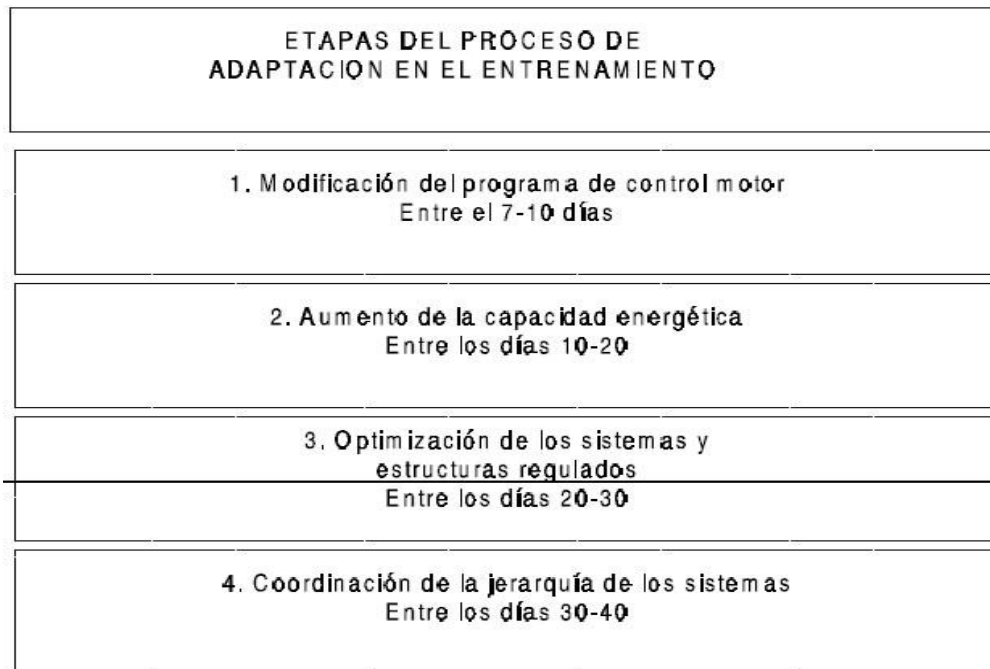 ETAPAS DEL PROCESO DE
ADAPTACION EN EL ENTRENAMIENTO
1. Modificación del programa de control motor
Entre el 7-10 días
2. Aumento de la capacidad energética
Entre los días 10-20
3. Optimización de los sistemas y
estructuras regulados
Entre los días 20-30
4. Coordinación de la jerarquía de los sistemas
Entre los días 30-40